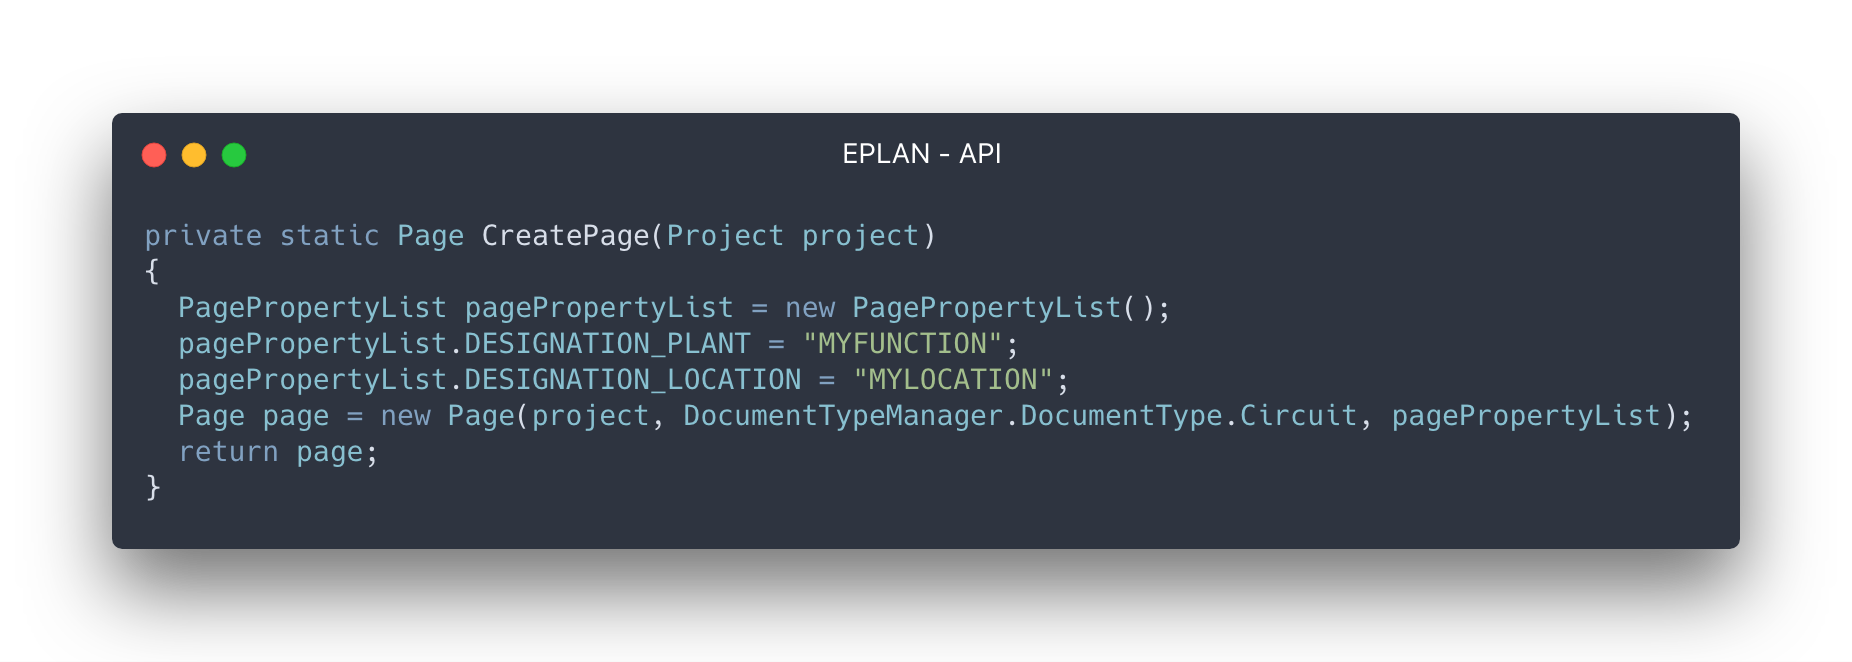 EPLAN - API
private static Page CreatePage(Project project)
{
  PagePropertyList pagePropertyList = new PagePropertyList();
  pagePropertyList.DESIGNATION_PLANT = "MYFUNCTION";
  pagePropertyList.DESIGNATION_LOCATION = "MYLOCATION";
  Page page = new Page(project, DocumentTypeManager.DocumentType.Circuit, pagePropertyList);
  return page;
}